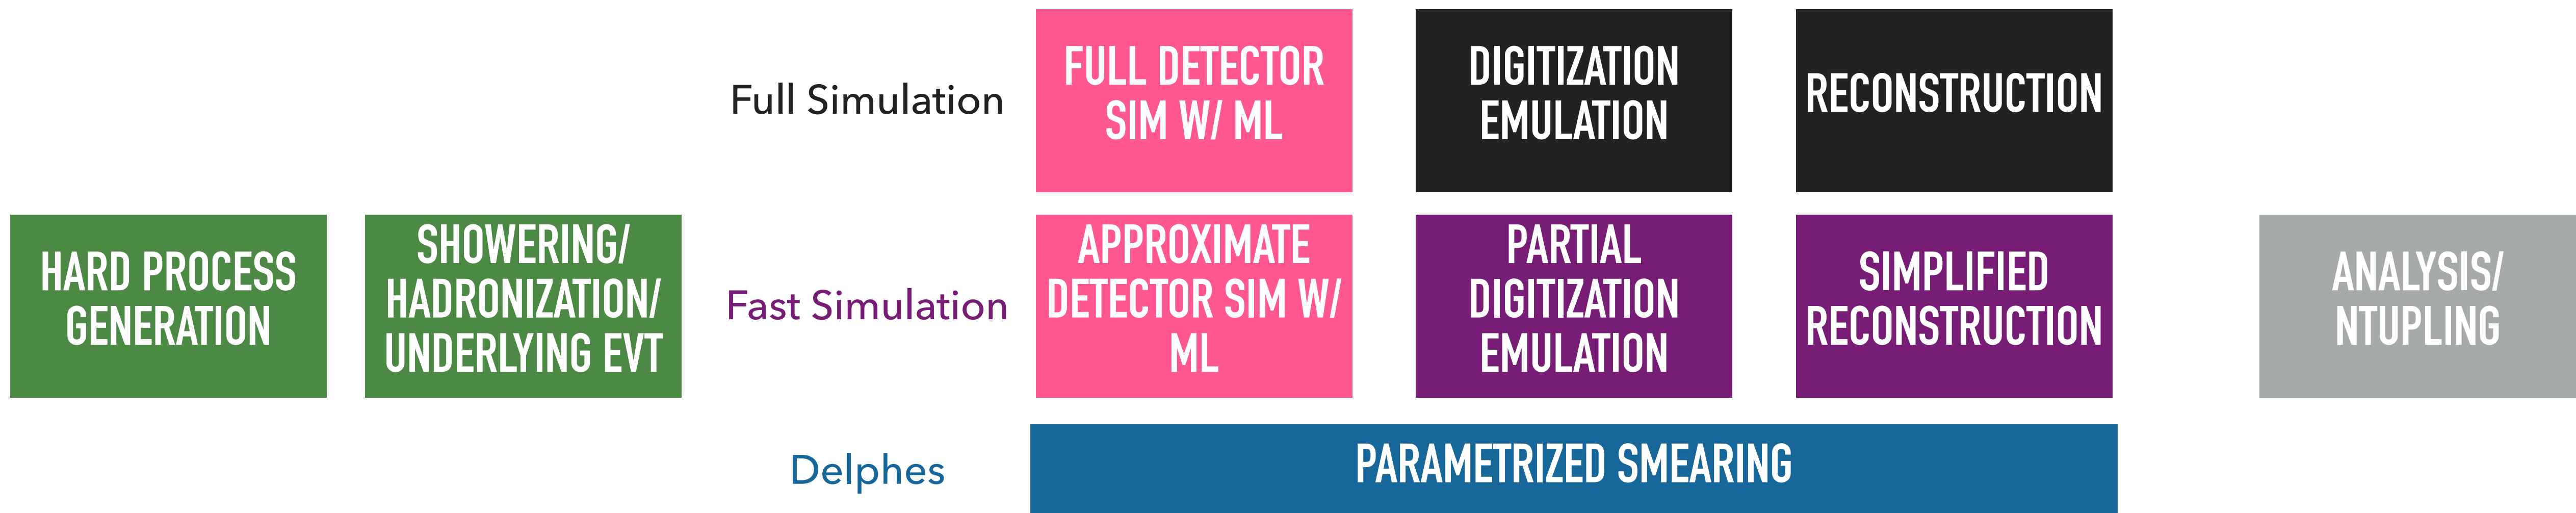 Full Simulation
FULL DETECTOR
SIM W/ ML
DIGITIZATION
EMULATION
RECONSTRUCTION
HARD PROCESS
GENERATION
SHOWERING/
HADRONIZATION/
UNDERLYING EVT
Fast Simulation
APPROXIMATE
DETECTOR SIM W/
ML
PARTIAL
DIGITIZATION
EMULATION
SIMPLIFIED
RECONSTRUCTION
ANALYSIS/
NTUPLING
Delphes
PARAMETRIZED SMEARING